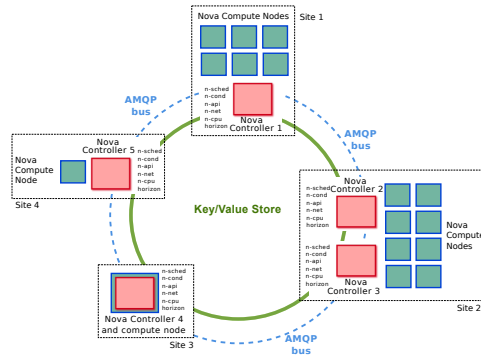 Nova Compute Nodes
Site 1
n-sched
n-cond
n-api
n-net
n-cpu
horizon
Nova
Controller 1
AMQP
bus
AMQP
bus
Nova
Controller 5
n-sched
n-cond
n-api
n-net
n-cpu
horizon
Nova
Compute
Node
Site 4
Key/Value Store
n-sched
n-cond
n-api
n-net
n-cpu
horizon
Nova
Controller 2
n-sched
n-cond
n-api
n-net
n-cpu
horizon
Nova
Controller 3
Nova
Compute
Nodes
Site 2
n-sched
n-cond
n-api
n-net
n-cpu
horizon
Nova Controller 4
and compute node
Site 3
AMQP
bus